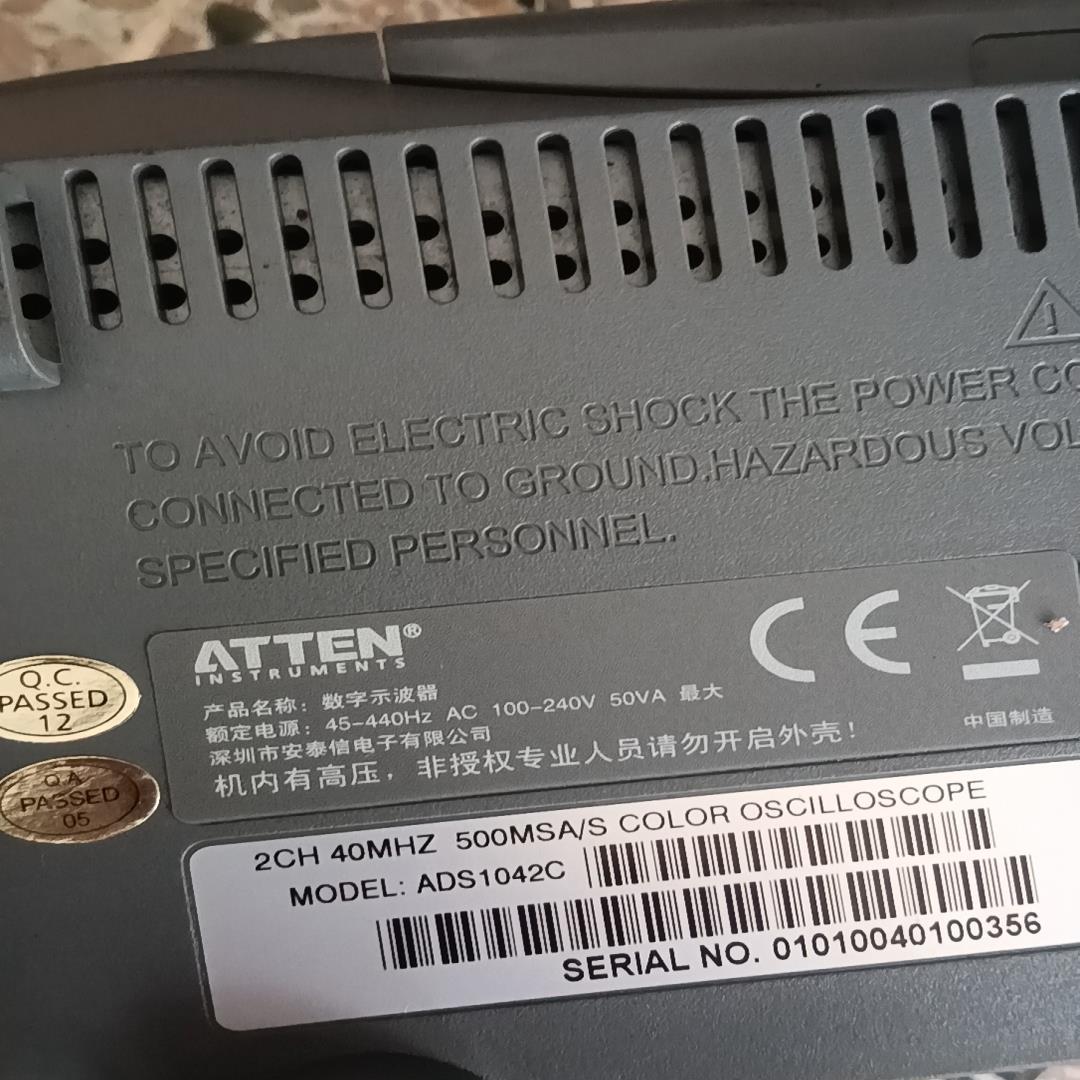 TO AVOID ELECTRIC SHOCK THE POWER CO
CONNECTED TO GROUND.HAZARDOUS VOL
SPECIFIED PERSONNEL.
ATTEN®
INSTRUMENTS
产品名称：数字示波器
额定电源：45-440Hz AC 100-240V 50VA 最大
深圳市安泰信电子有限公司
机内有高压，非授权专业人员请勿开启外壳！
CE
中国制造
Q.C.
PASSED
12
Q.A.
PASSED
05
2CH 40MHZ 500MSA/S COLOR OSCILLOSCOPE
MODEL: ADS1042C
SERIAL NO. 01010040100356